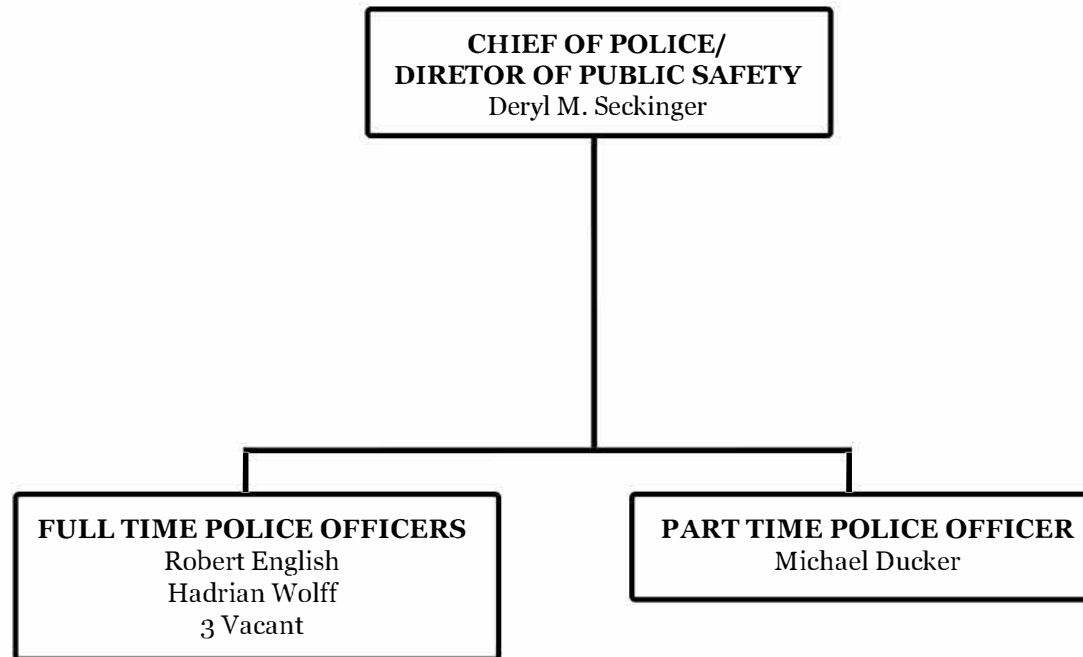 CHIEF OF POLICE/
DIRETOR OF PUBLIC SAFETY
Deryl M. Seckinger
FULL TIME POLICE OFFICERS
Robert English
Hadrian Wolff
3 Vacant
PART TIME POLICE OFFICER
Michael Ducker